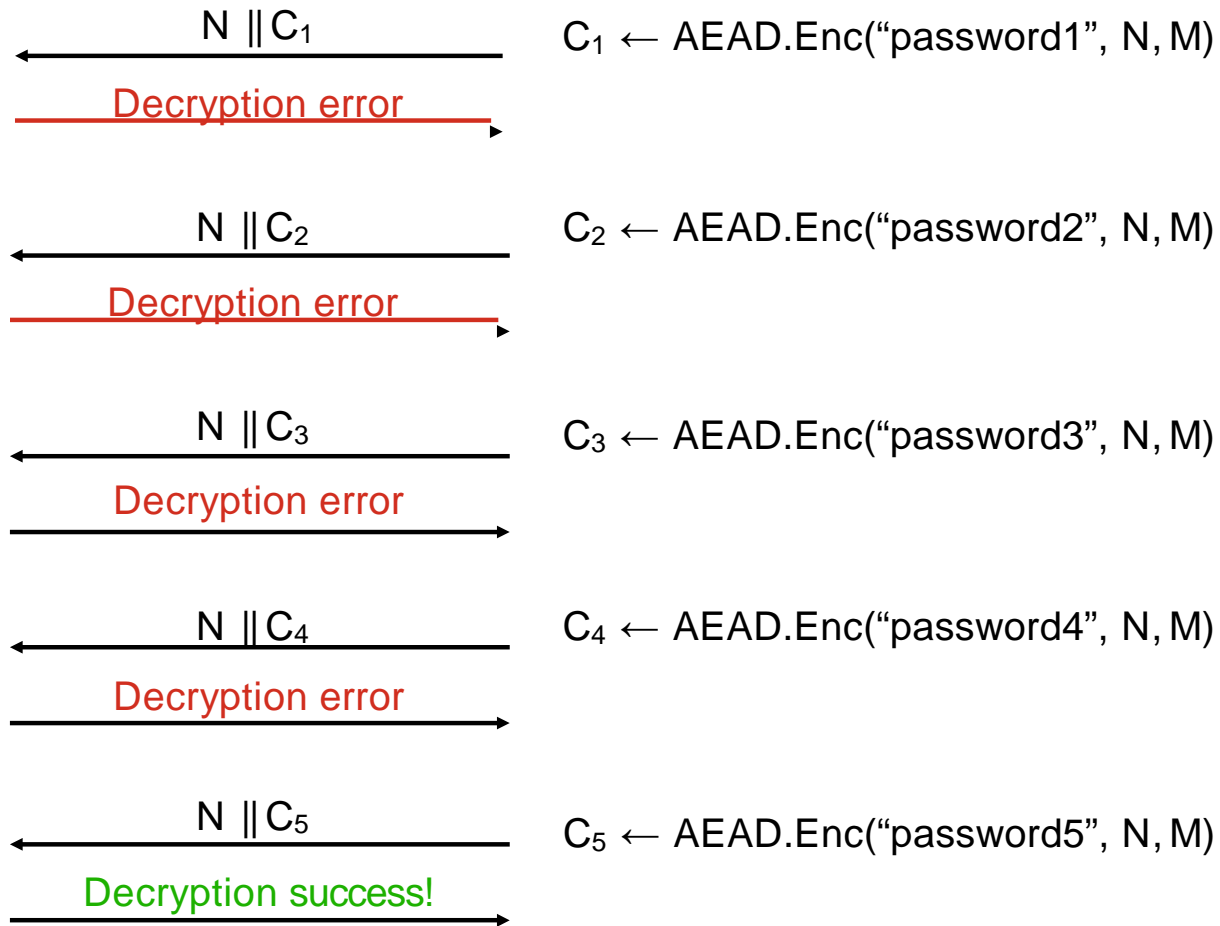 N ‖ C₁ C₁ ← AEAD.Enc(“password1”, N, M)
Decryption error
N ‖ C₂ C₂ ← AEAD.Enc(“password2”, N, M)
Decryption error
N ‖ C₃ C₃ ← AEAD.Enc(“password3”, N, M)
Decryption error
N ‖ C₄ C₄ ← AEAD.Enc(“password4”, N, M)
Decryption error
N ‖ C₅ C₅ ← AEAD.Enc(“password5”, N, M)
Decryption success!